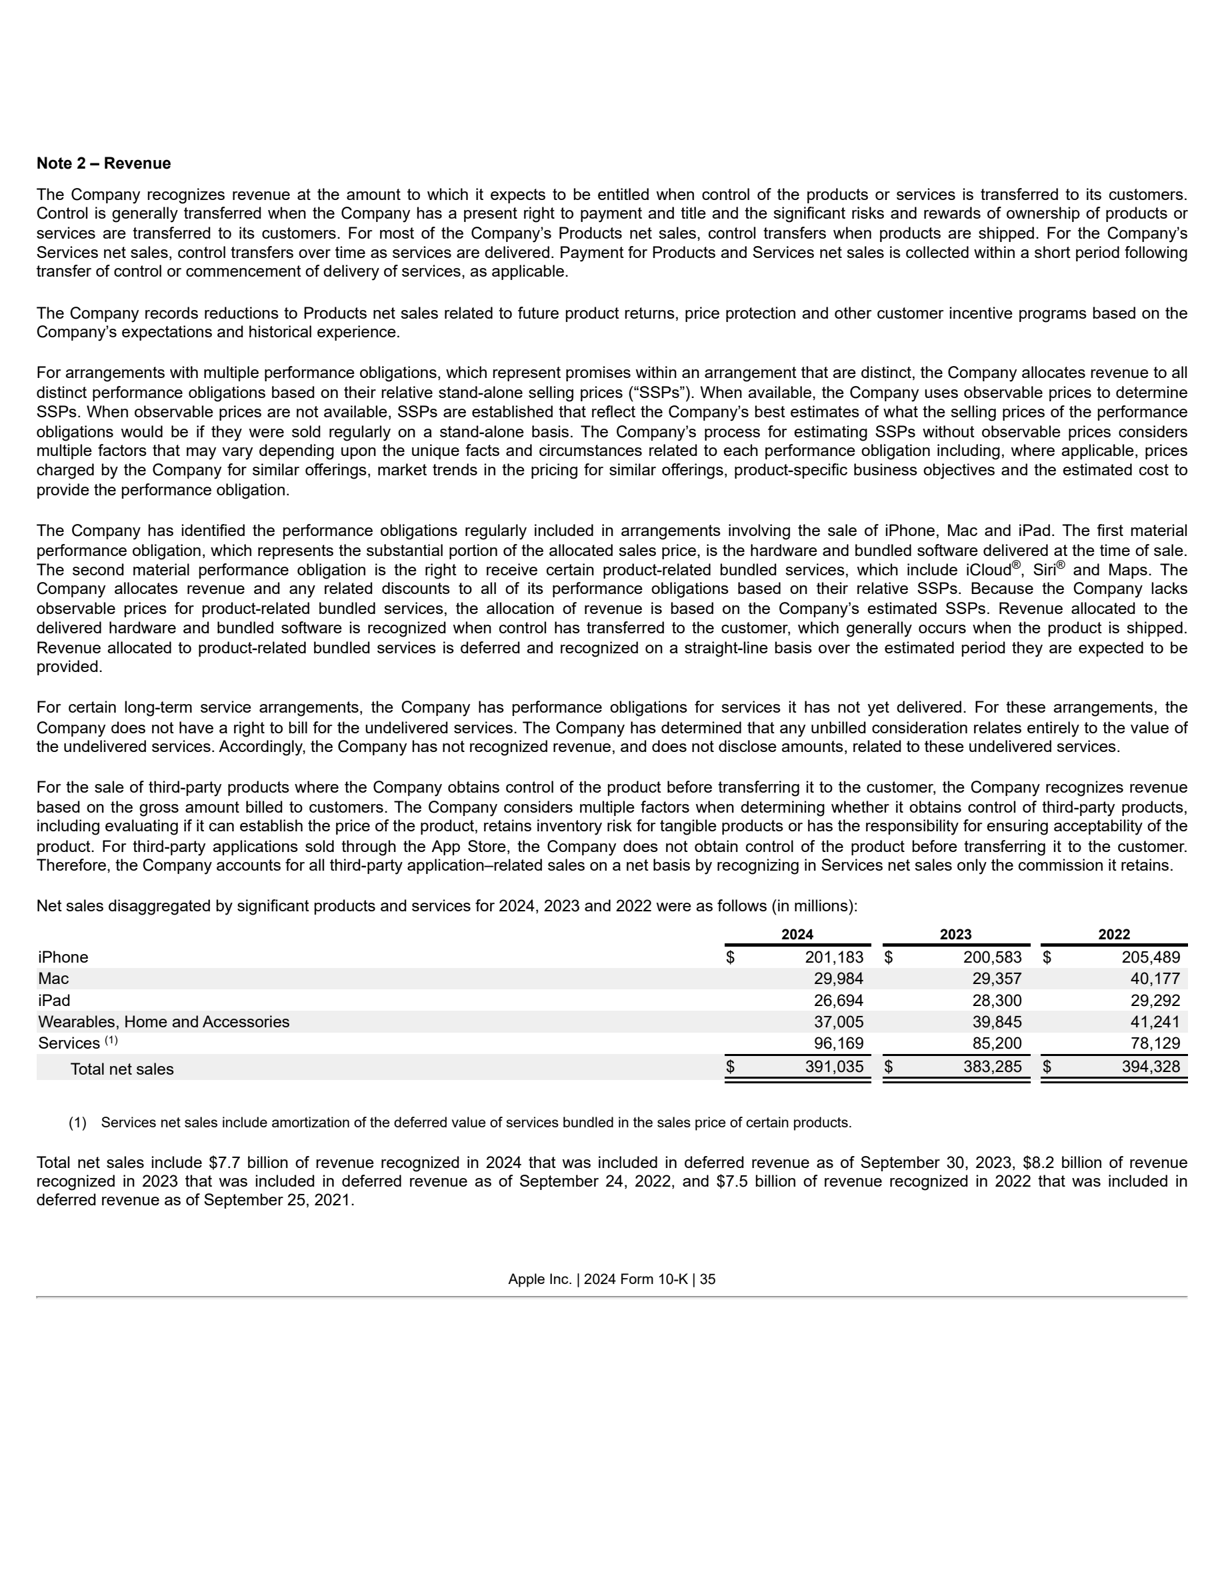 Note 2 – Revenue
The Company recognizes revenue at the amount to which it expects to be entitled when control of the products or services is transferred to its customers.
Control is generally transferred when the Company has a present right to payment and title and the significant risks and rewards of ownership of products or
services are transferred to its customers. For most of the Company’s Products net sales, control transfers when products are shipped. For the Company’s
Services net sales, control transfers over time as services are delivered. Payment for Products and Services net sales is collected within a short period following
transfer of control or commencement of delivery of services, as applicable.
The Company records reductions to Products net sales related to future product returns, price protection and other customer incentive programs based on the
Company’s expectations and historical experience.
For arrangements with multiple performance obligations, which represent promises within an arrangement that are distinct, the Company allocates revenue to all
distinct performance obligations based on their relative stand-alone selling prices (“SSPs”). When available, the Company uses observable prices to determine
SSPs. When observable prices are not available, SSPs are established that reflect the Company’s best estimates of what the selling prices of the performance
obligations would be if they were sold regularly on a stand-alone basis. The Company’s process for estimating SSPs without observable prices considers
multiple factors that may vary depending upon the unique facts and circumstances related to each performance obligation including, where applicable, prices
charged by the Company for similar offerings, market trends in the pricing for similar offerings, product-specific business objectives and the estimated cost to
provide the performance obligation.
The Company has identified the performance obligations regularly included in arrangements involving the sale of iPhone, Mac and iPad. The first material
performance obligation, which represents the substantial portion of the allocated sales price, is the hardware and bundled software delivered at the time of sale.
The second material performance obligation is the right to receive certain product-related bundled services, which include iCloud®, Siri® and Maps. The
Company allocates revenue and any related discounts to all of its performance obligations based on their relative SSPs. Because the Company lacks
observable prices for product-related bundled services, the allocation of revenue is based on the Company’s estimated SSPs. Revenue allocated to the
delivered hardware and bundled software is recognized when control has transferred to the customer, which generally occurs when the product is shipped.
Revenue allocated to product-related bundled services is deferred and recognized on a straight-line basis over the estimated period they are expected to be
provided.
For certain long-term service arrangements, the Company has performance obligations for services it has not yet delivered. For these arrangements, the
Company does not have a right to bill for the undelivered services. The Company has determined that any unbilled consideration relates entirely to the value of
the undelivered services. Accordingly, the Company has not recognized revenue, and does not disclose amounts, related to these undelivered services.
For the sale of third-party products where the Company obtains control of the product before transferring it to the customer, the Company recognizes revenue
based on the gross amount billed to customers. The Company considers multiple factors when determining whether it obtains control of third-party products,
including evaluating if it can establish the price of the product, retains inventory risk for tangible products or has the responsibility for ensuring acceptability of the
product. For third-party applications sold through the App Store, the Company does not obtain control of the product before transferring it to the customer.
Therefore, the Company accounts for all third-party application–related sales on a net basis by recognizing in Services net sales only the commission it retains.
Net sales disaggregated by significant products and services for 2024, 2023 and 2022 were as follows (in millions):
2024 2023 2022
iPhone $ 201,183 $ 200,583 $ 205,489
Mac 29,984 29,357 40,177
iPad 26,694 28,300 29,292
Wearables, Home and Accessories 37,005 39,845 41,241
Services (1) 96,169 85,200 78,129
Total net sales $ 391,035 $ 383,285 $ 394,328
(1) Services net sales include amortization of the deferred value of services bundled in the sales price of certain products.
Total net sales include $7.7 billion of revenue recognized in 2024 that was included in deferred revenue as of September 30, 2023, $8.2 billion of revenue
recognized in 2023 that was included in deferred revenue as of September 24, 2022, and $7.5 billion of revenue recognized in 2022 that was included in
deferred revenue as of September 25, 2021.
Apple Inc. | 2024 Form 10-K | 35